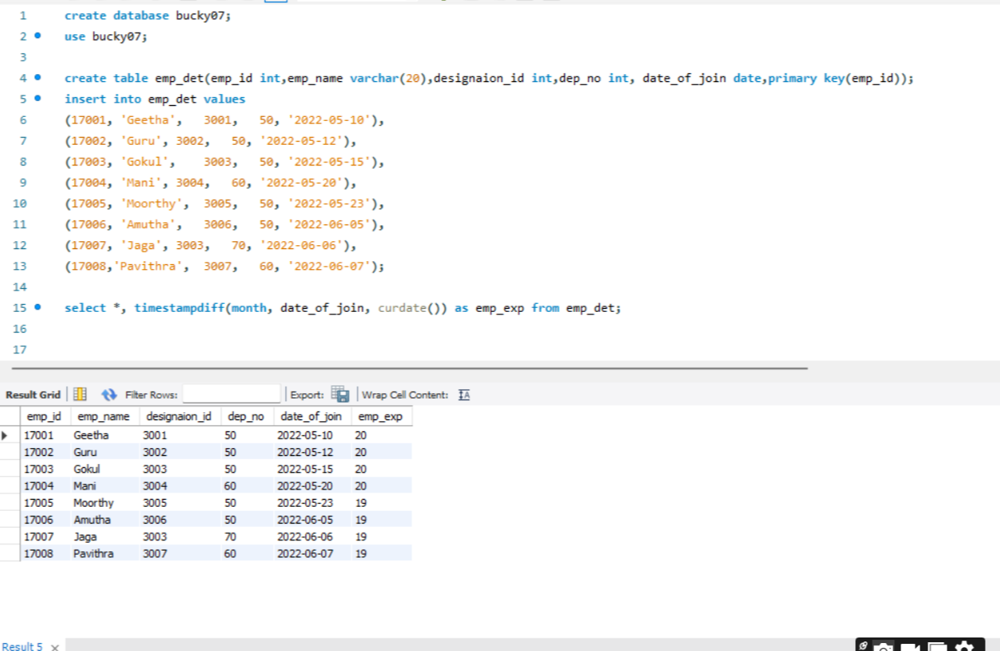 1 create database bucky07;
2 use bucky07;
3
4 create table emp_det(emp_id int,emp_name varchar(20),designaion_id int,dep_no int, date_of_join date,primary key(emp_id));
5 insert into emp_det values
6 (17001, 'Geetha', 3001, 50, '2022-05-10'),
7 (17002, 'Guru', 3002, 50, '2022-05-12'),
8 (17003, 'Gokul', 3003, 50, '2022-05-15'),
9 (17004, 'Mani', 3004, 60, '2022-05-20'),
10 (17005, 'Moorthy', 3005, 50, '2022-05-23'),
11 (17006, 'Amutha', 3006, 50, '2022-06-05'),
12 (17007, 'Jaga', 3003, 70, '2022-06-06'),
13 (17008,'Pavithra', 3007, 60, '2022-06-07');
14
15 select *, timestampdiff(month, date_of_join, curdate()) as emp_exp from emp_det;
16
17
Result Grid Filter Rows: Export: Wrap Cell Content: IA
emp_id emp_name designaion_id dep_no date_of_join emp_exp
17001 Geetha 3001 50 2022-05-10 20
17002 Guru 3002 50 2022-05-12 20
17003 Gokul 3003 50 2022-05-15 20
17004 Mani 3004 60 2022-05-20 20
17005 Moorthy 3005 50 2022-05-23 19
17006 Amutha 3006 50 2022-06-05 19
17007 Jaga 3003 70 2022-06-06 19
17008 Pavithra 3007 60 2022-06-07 19
Result 5 ×